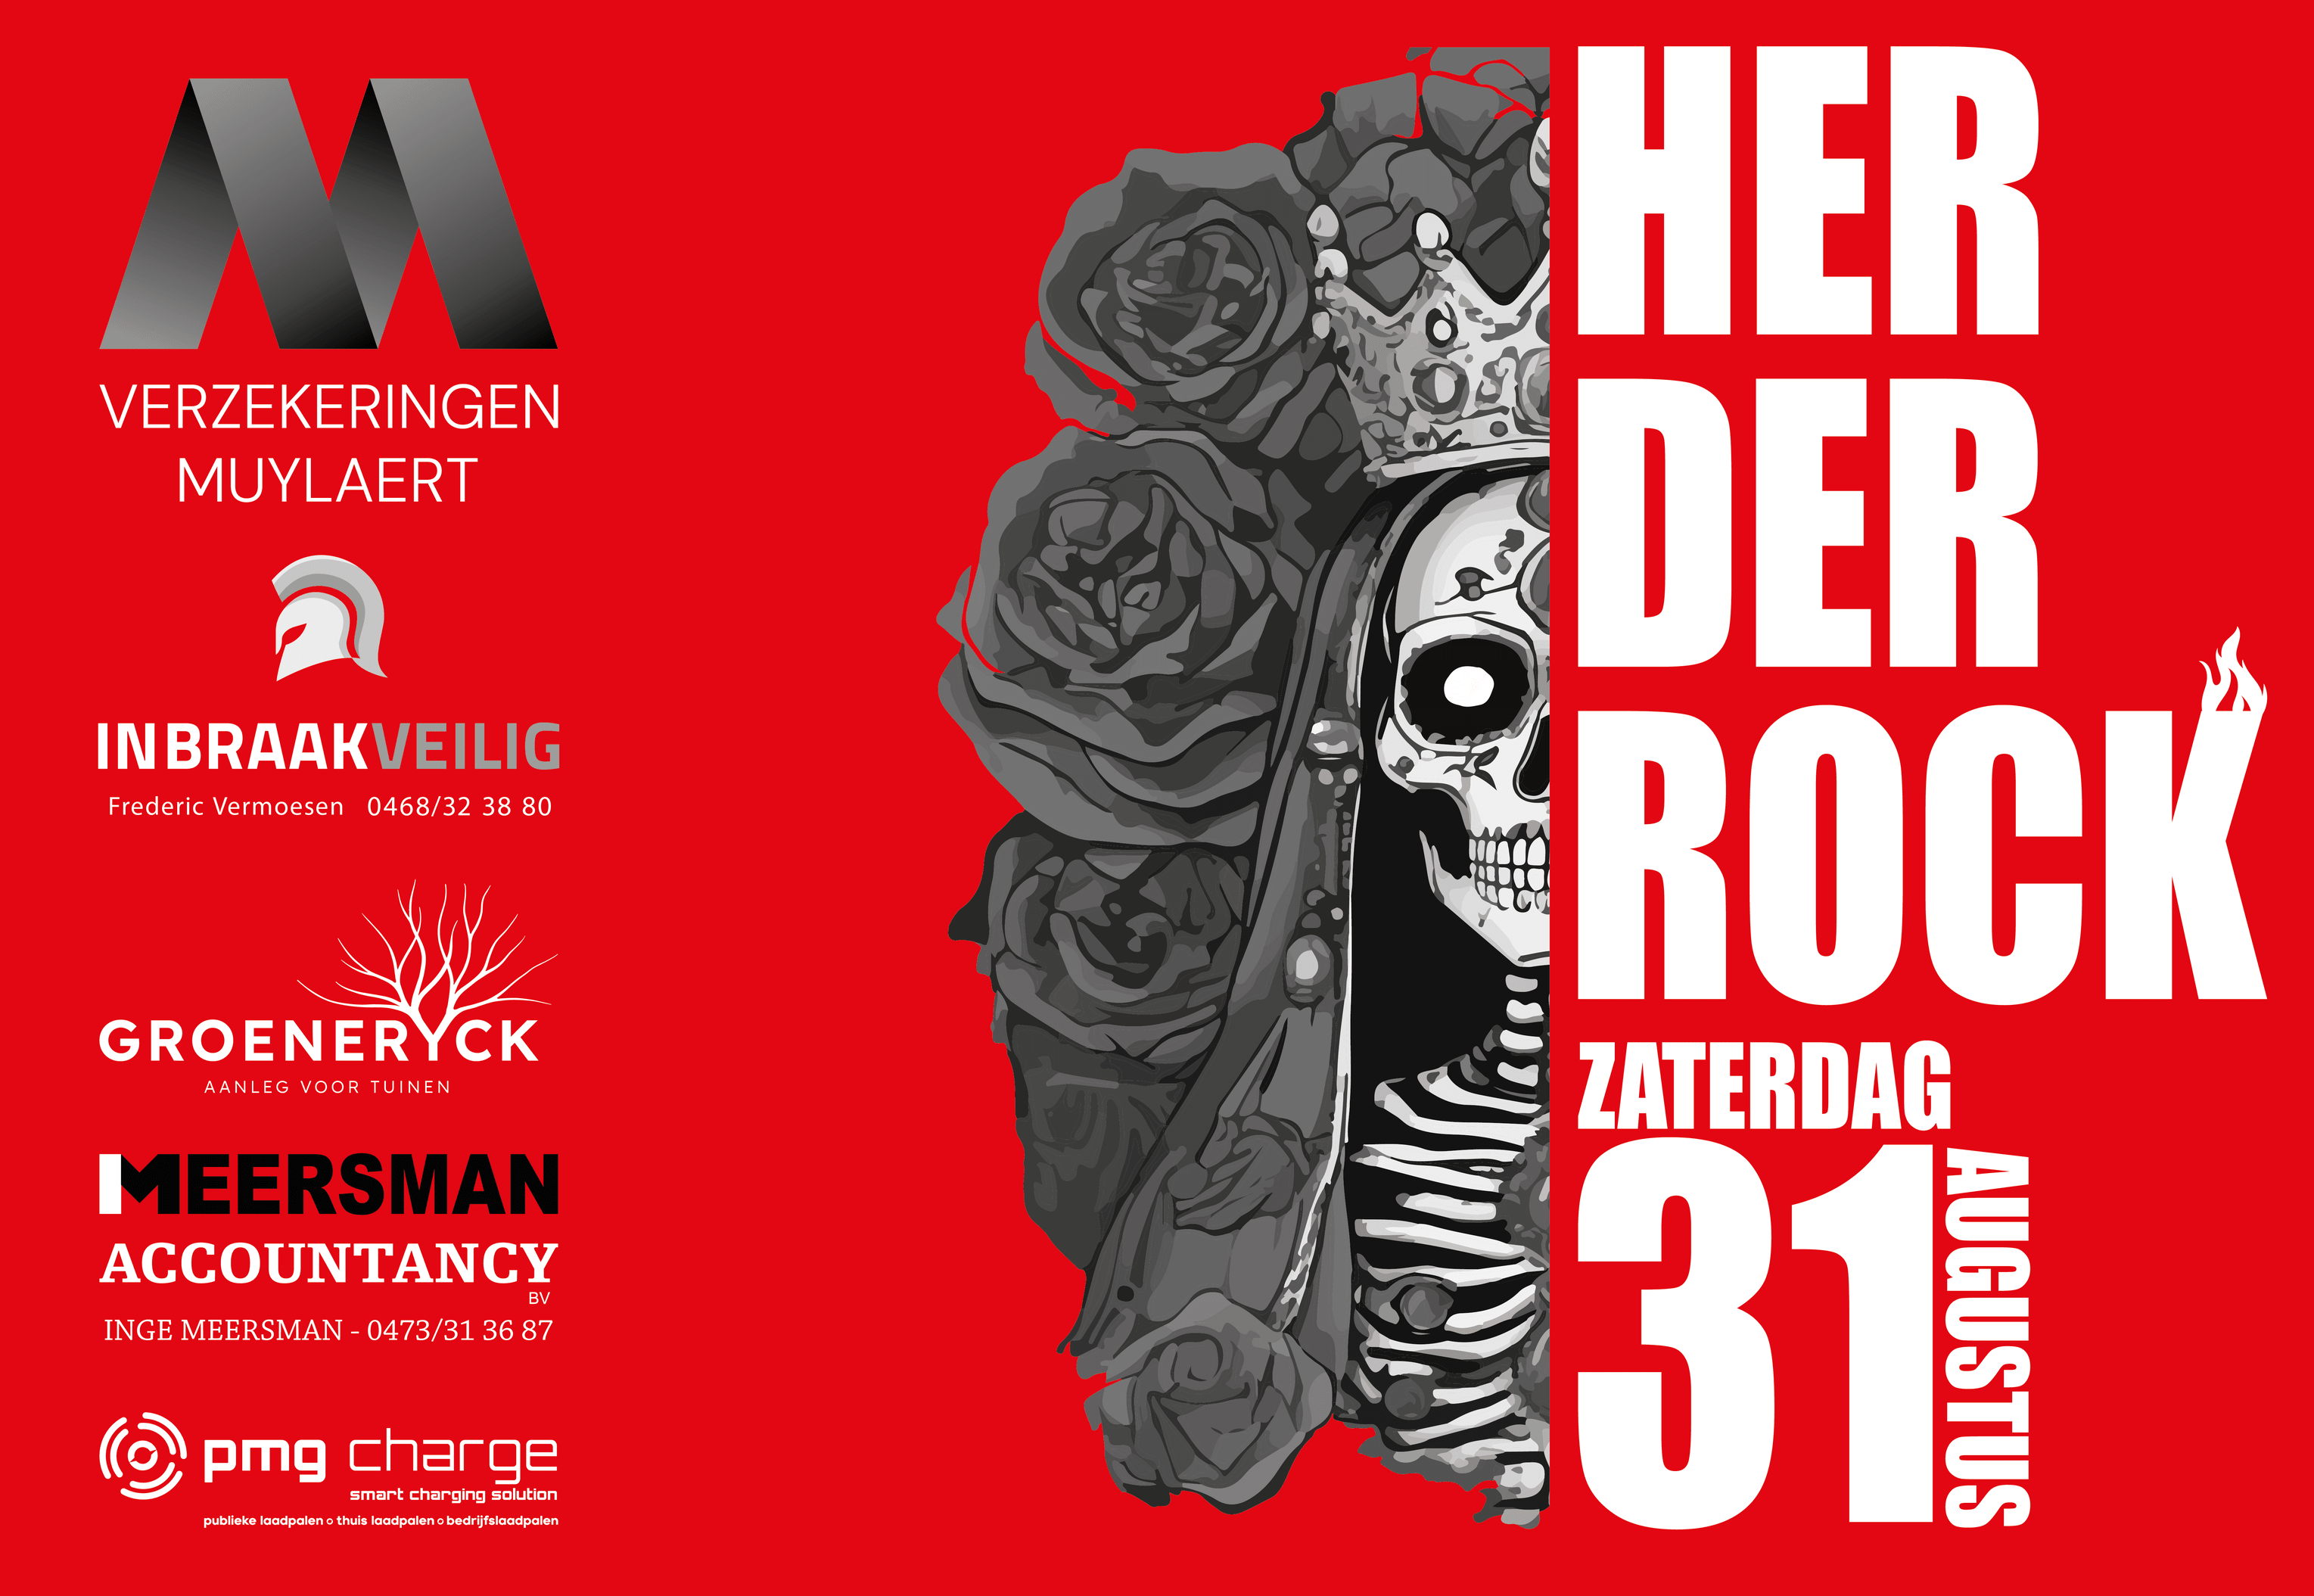 VERZEKERINGEN
MUYLAERT
INBRAAKVEILIG
Frederic Vermoesen 0468/32 38 80
GROENERYCK
AANLEG VOOR TUINEN
MEERSMAN
ACCOUNTANCY
BV
INGE MEERSMAN - 0473/31 36 87
pmg charge
smart charging solution
publieke laadpalen o thuis laadpalen o bedrijfslaadpalen
HER
DER
ROCK
ZATERDAG
31
AUGUSTUS